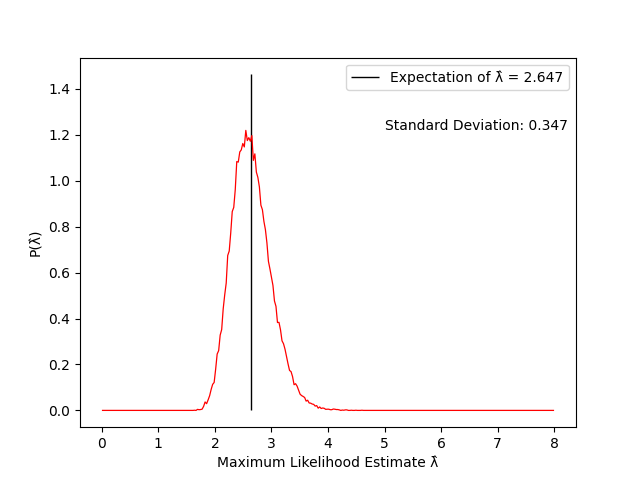 Expectation of λ̂ = 2.647
Standard Deviation: 0.347
P(λ̂)
1.4
1.2
1.0
0.8
0.6
0.4
0.2
0.0
0 1 2 3 4 5 6 7 8
Maximum Likelihood Estimate λ̂